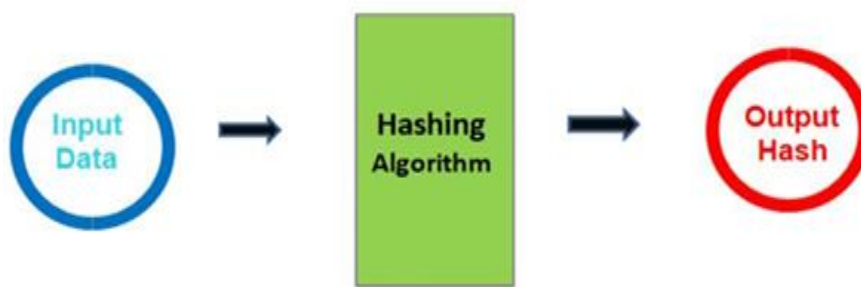 Input
Data
Hashing
Algorithm
Output
Hash